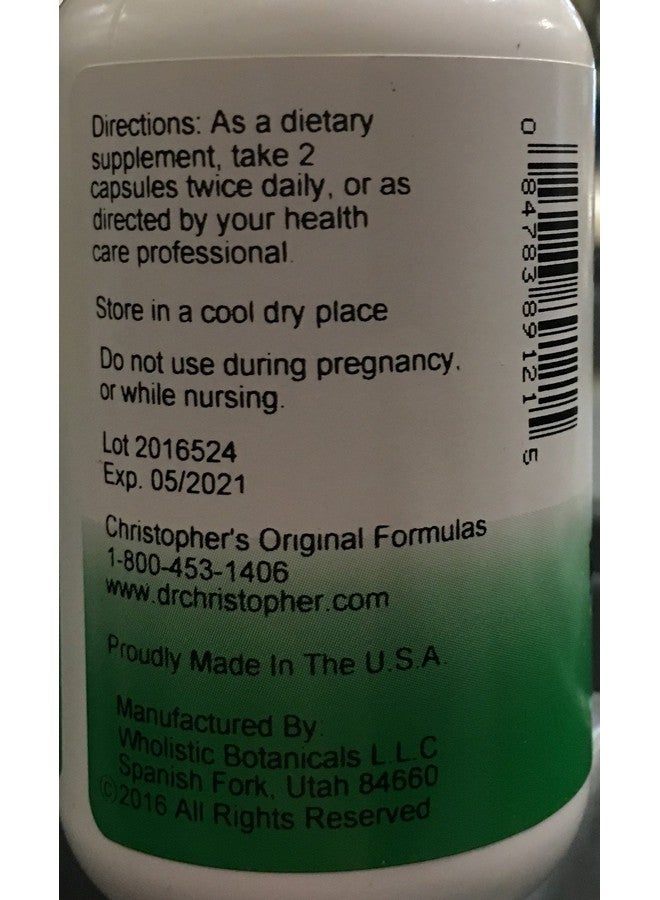 Directions: As a dietary
supplement, take 2
capsules twice daily, or as
directed by your health
care professional.
Store in a cool dry place
Do not use during pregnancy,
or while nursing.
Lot 2016524
Exp. 05/2021
Christopher's Original Formulas
1-800-453-1406
www.drchristopher.com
Proudly Made In The U.S.A.
Manufactured By:
Wholistic Botanicals L.L.C
Spanish Fork, Utah 84660
©2016 All Rights Reserved
0 84783 89121 5